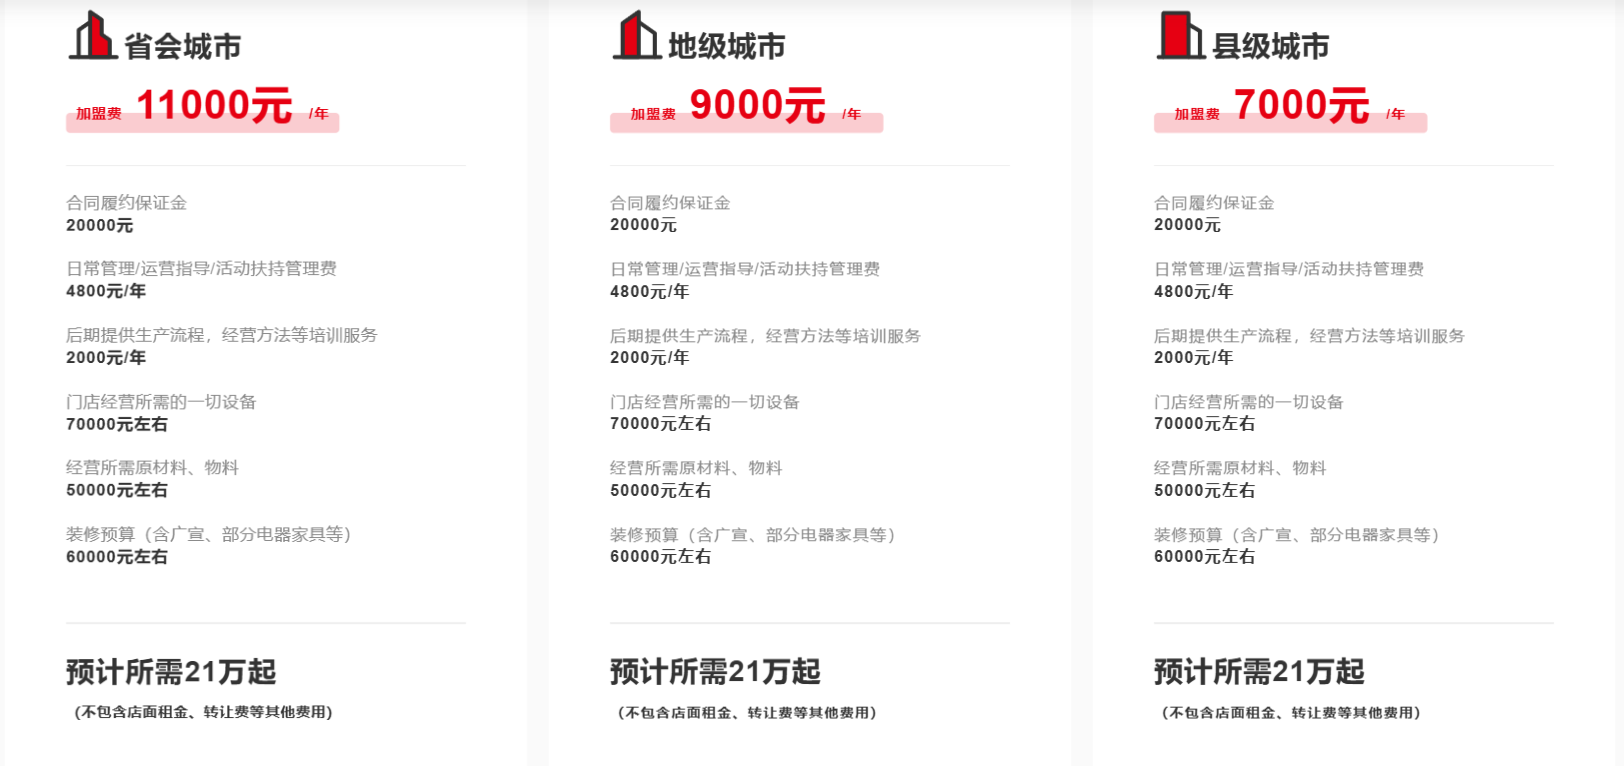 省会城市
加盟费 11000元 /年
合同履约保证金
20000元
日常管理/运营指导/活动扶持管理费
4800元/年
后期提供生产流程，经营方法等培训服务
2000元/年
门店经营所需的一切设备
70000元左右
经营所需原材料、物料
50000元左右
装修预算（含广宣、部分电器家具等）
60000元左右
预计所需21万起
（不包含店面租金、转让费等其他费用）
地级城市
加盟费 9000元 /年
合同履约保证金
20000元
日常管理/运营指导/活动扶持管理费
4800元/年
后期提供生产流程，经营方法等培训服务
2000元/年
门店经营所需的一切设备
70000元左右
经营所需原材料、物料
50000元左右
装修预算（含广宣、部分电器家具等）
60000元左右
预计所需21万起
（不包含店面租金、转让费等其他费用）
县级城市
加盟费 7000元 /年
合同履约保证金
20000元
日常管理/运营指导/活动扶持管理费
4800元/年
后期提供生产流程，经营方法等培训服务
2000元/年
门店经营所需的一切设备
70000元左右
经营所需原材料、物料
50000元左右
装修预算（含广宣、部分电器家具等）
60000元左右
预计所需21万起
（不包含店面租金、转让费等其他费用）